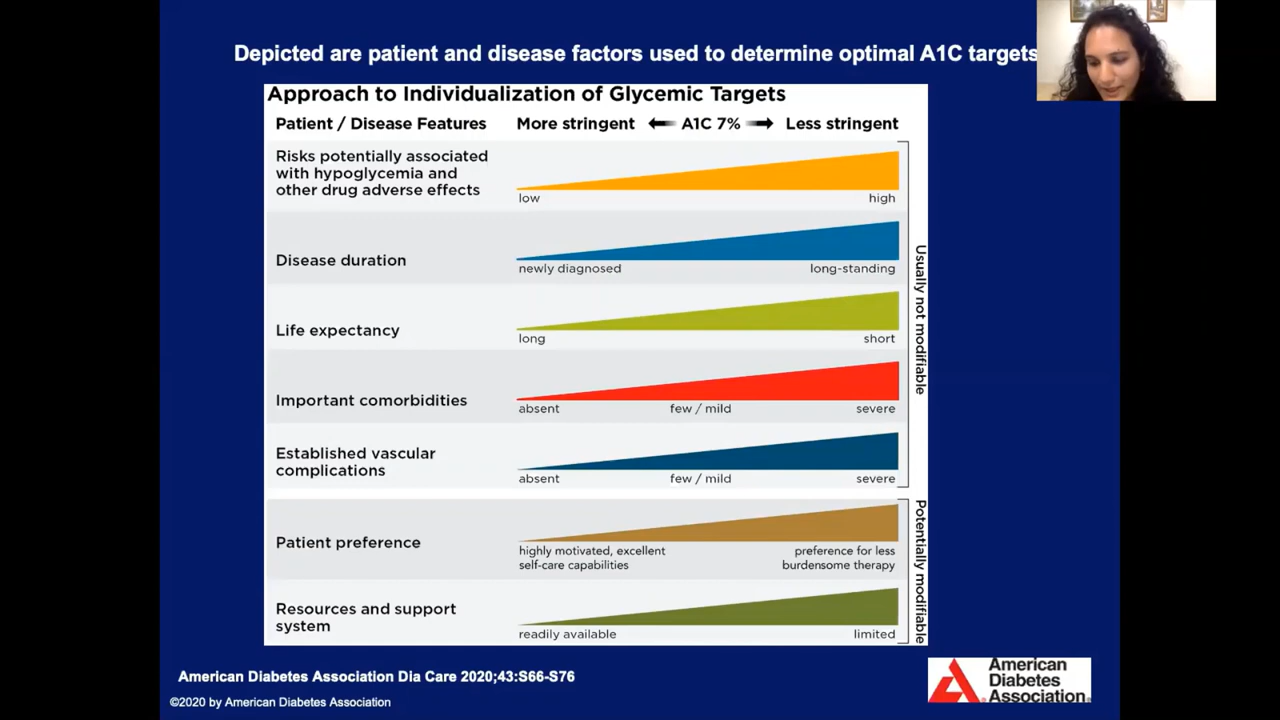 Depicted are patient and disease factors used to determine optimal A1C targets
Approach to Individualization of Glycemic Targets
Patient / Disease Features More stringent A1C 7% Less stringent
Risks potentially associated
with hypoglycemia and
other drug adverse effects
low high
Disease duration
newly diagnosed long-standing
Life expectancy
long short
Important comorbidities
absent few / mild severe
Established vascular
complications
absent few / mild severe
Usually not modifiable
Patient preference
highly motivated, excellent
self-care capabilities
preference for less
burdensome therapy
Resources and support
system
readily available limited
Potentially modifiable
American Diabetes Association Dia Care 2020;43:S66-S76
©2020 by American Diabetes Association
American
Diabetes
Association.